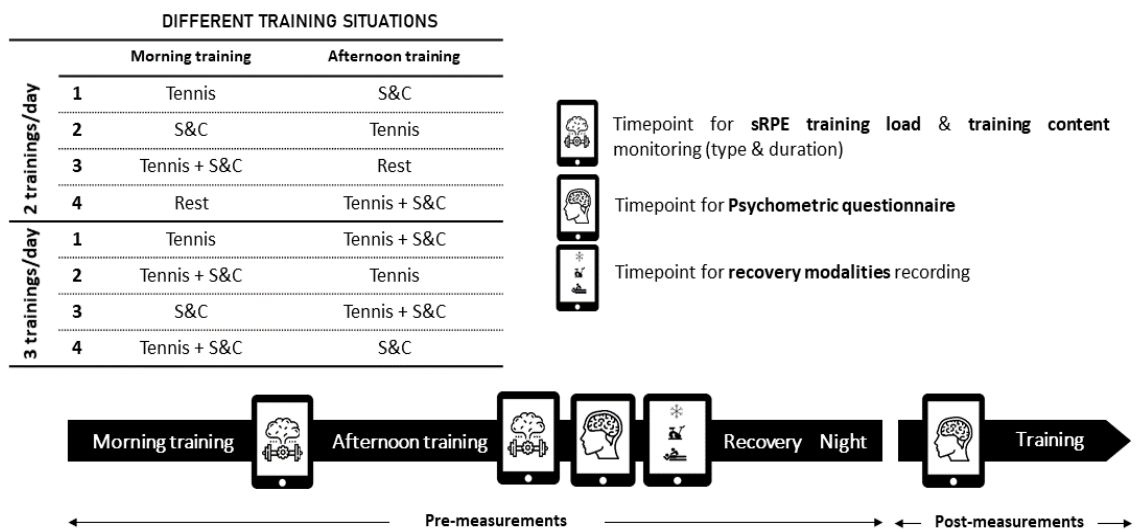 DIFFERENT TRAINING SITUATIONS
Morning training Afternoon training
2 trainings/day
1 Tennis S&C
2 S&C Tennis
3 Tennis + S&C Rest
4 Rest Tennis + S&C
3 trainings/day
1 Tennis Tennis + S&C
2 Tennis + S&C Tennis
3 S&C Tennis + S&C
4 Tennis + S&C S&C
Timepoint for sRPE training load & training content
monitoring (type & duration)
Timepoint for Psychometric questionnaire
Timepoint for recovery modalities recording
Morning training Afternoon training Recovery Night Training
Pre-measurements Post-measurements